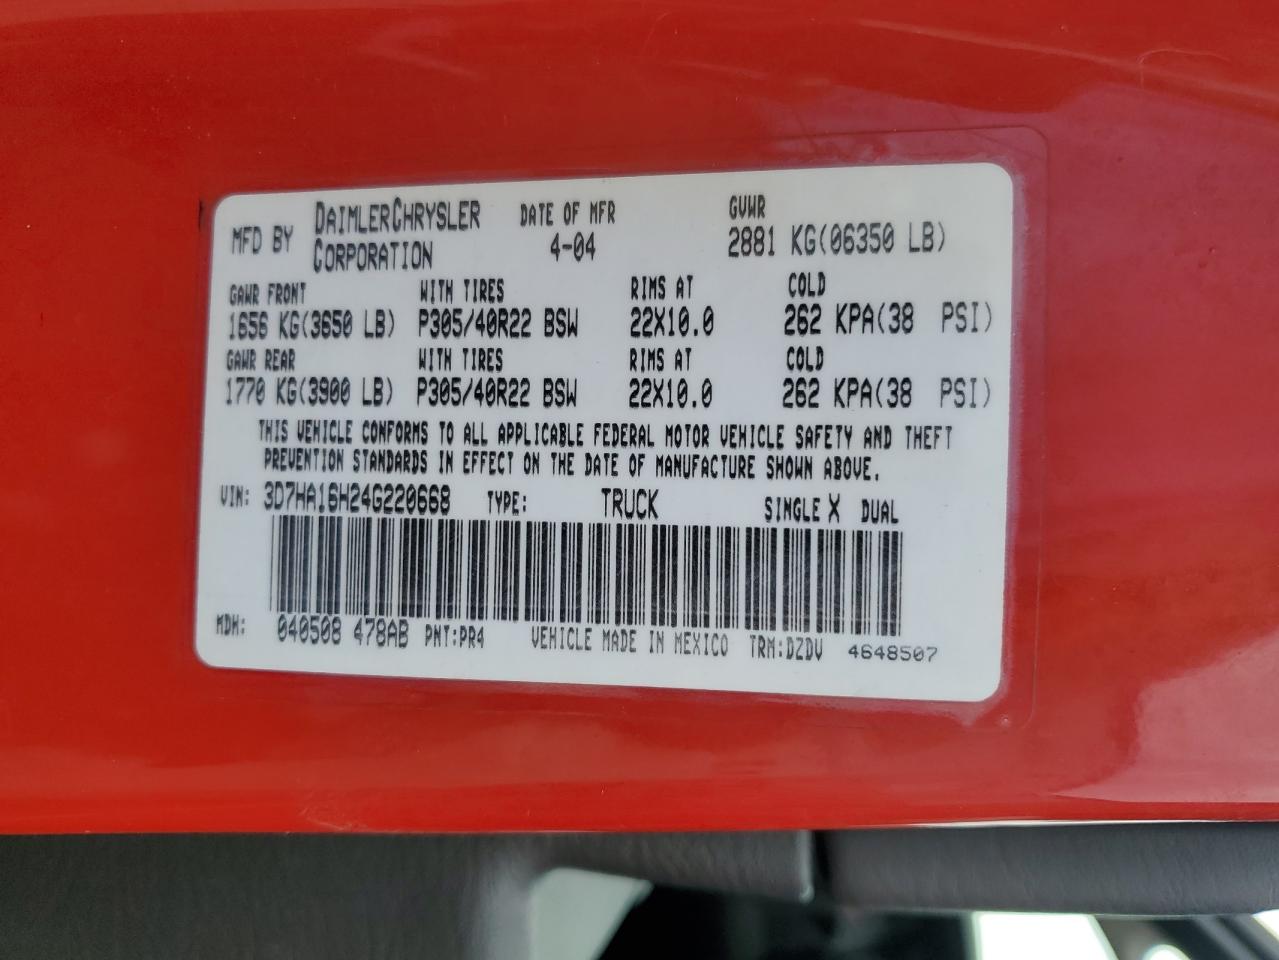 MFD BY DAIMLERCHRYSLER CORPORATION DATE OF MFR 4-04 GVWR 2881 KG(06350 LB)
GAWR FRONT WITH TIRES RIMS AT COLD
1656 KG(3650 LB) P305/40R22 BSW 22X10.0 262 KPA(38 PSI)
GAWR REAR WITH TIRES RIMS AT COLD
1770 KG(3900 LB) P305/40R22 BSW 22X10.0 262 KPA(38 PSI)
THIS VEHICLE CONFORMS TO ALL APPLICABLE FEDERAL MOTOR VEHICLE SAFETY AND THEFT
PREVENTION STANDARDS IN EFFECT ON THE DATE OF MANUFACTURE SHOWN ABOVE.
VIN: 3D7HA16H24G220668 TYPE: TRUCK SINGLE X DUAL
MDH: 040508 478AB PNT:PR4 VEHICLE MADE IN MEXICO TRM:DZDV 4648507